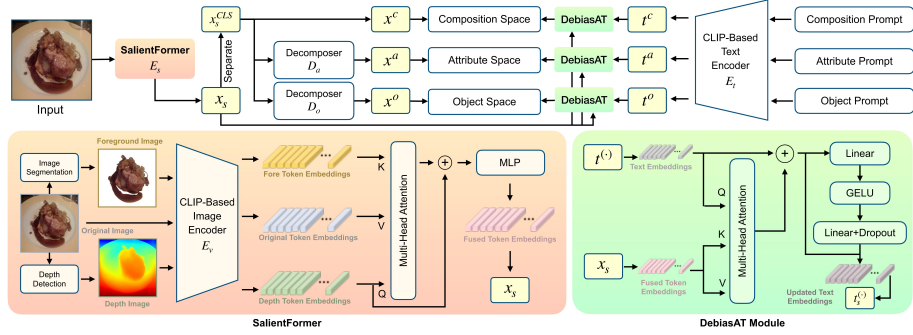 Input
SalientFormer
E_s
x_s^{CLS}
Separate
x_s
Decomposer
D_a
Decomposer
D_o
x^c
x^a
x^o
Composition Space
Attribute Space
Object Space
DebiasAT
DebiasAT
DebiasAT
t^c
t^a
t^o
CLIP-Based
Text
Encoder
E_t
Composition Prompt
Attribute Prompt
Object Prompt
Foreground Image
Image
Segmentation
Original Image
Depth
Detection
Depth Image
CLIP-Based
Image
Encoder
E_v
Fore Token Embeddings
Original Token Embeddings
Depth Token Embeddings
K
V
Q
Multi-Head Attention
+
MLP
Fused Token Embeddings
x_s
SalientFormer
t^{(·)}
Text Embeddings
x_s
Fused Token
Embeddings
Q
K
V
Multi-Head Attention
+
Linear
GELU
Linear+Dropout
Updated Text
Embeddings
t_s^{(·)}
DebiasAT Module